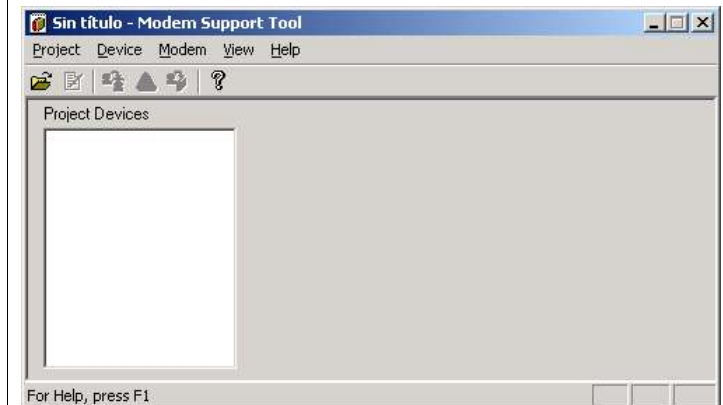 Sin título - Modem Support Tool
Project Device Modem View Help
Project Devices
For Help, press F1